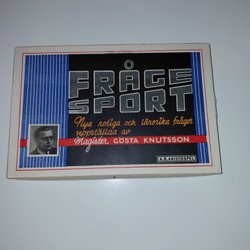 FRÅGE
SPORT
Nya roliga och lärorika frågor
uppställda av
Magister GÖSTA KNUTSSON
A.B. ARISTOSPEL